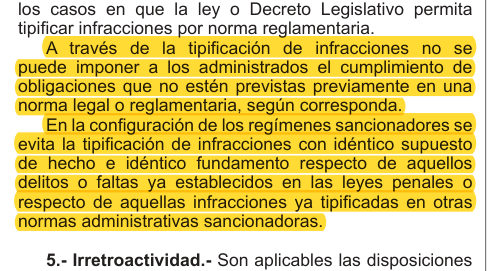 los casos en que la ley o Decreto Legislativo permita
tipificar infracciones por norma reglamentaria.
A través de la tipificación de infracciones no se
puede imponer a los administrados el cumplimiento de
obligaciones que no estén previstas previamente en una
norma legal o reglamentaria, según corresponda.
En la configuración de los regímenes sancionadores se
evita la tipificación de infracciones con idéntico supuesto
de hecho e idéntico fundamento respecto de aquellos
delitos o faltas ya establecidos en las leyes penales o
respecto de aquellas infracciones ya tipificadas en otras
normas administrativas sancionadoras.
5.- Irretroactividad.- Son aplicables las disposiciones